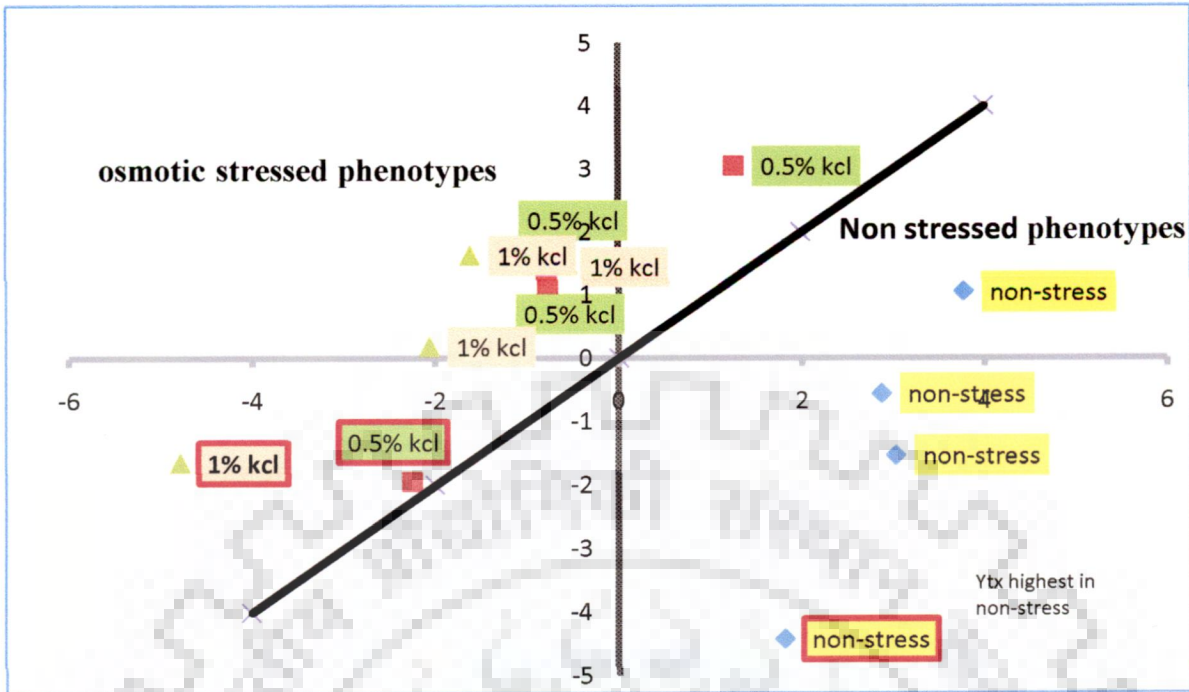 5
4
3
osmotic stressed phenotypes
0.5% kcl
0.5% kcl
2
Non stressed phenotypes
1% kcl
1% kcl
1
non-stress
0.5% kcl
1% kcl
0
-6
-4
-2
0
2
4
6
non-stress
-1
0.5% kcl
1% kcl
non-stress
-2
-3
Ytx highest in
non-stress
-4
non-stress
-5